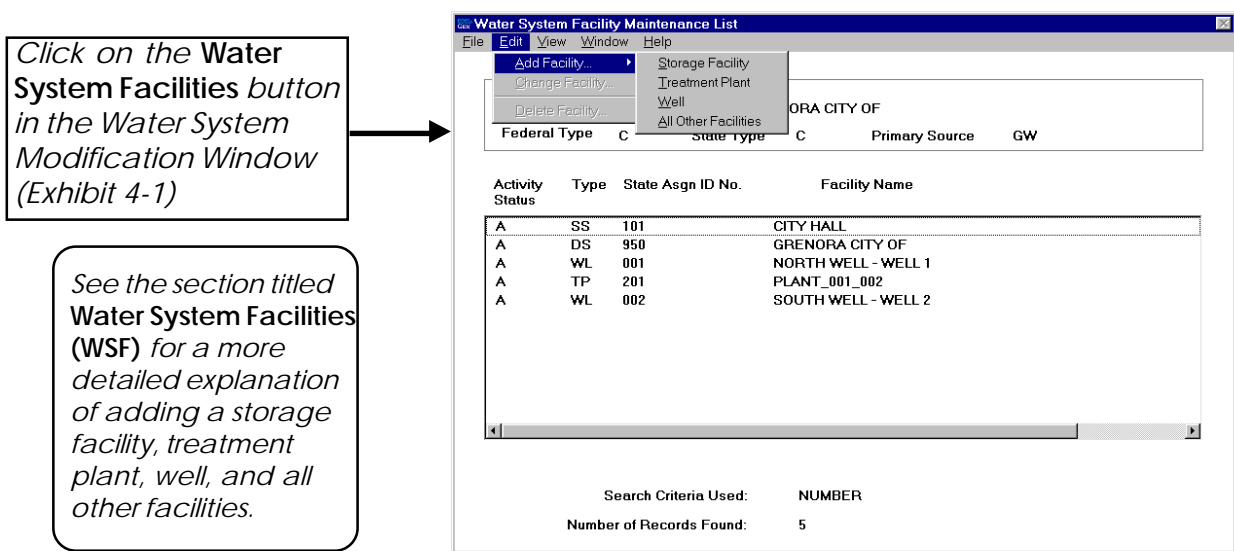 Click on the Water
System Facilities button
in the Water System
Modification Window
(Exhibit 4-1)
See the section titled
Water System Facilities
(WSF) for a more
detailed explanation
of adding a storage
facility, treatment
plant, well, and all
other facilities.
Water System Facility Maintenance List
File Edit View Window Help
Add Facility...
Change Facility...
Delete Facility...
Storage Facility
Treatment Plant
Well
All Other Facilities
ORA CITY OF
Federal Type C State Type C Primary Source GW
Activity Status Type State Asgn ID No. Facility Name
A SS 101 CITY HALL
A DS 950 GRENORA CITY OF
A WL 001 NORTH WELL - WELL 1
A TP 201 PLANT_001_002
A WL 002 SOUTH WELL - WELL 2
Search Criteria Used: NUMBER
Number of Records Found: 5